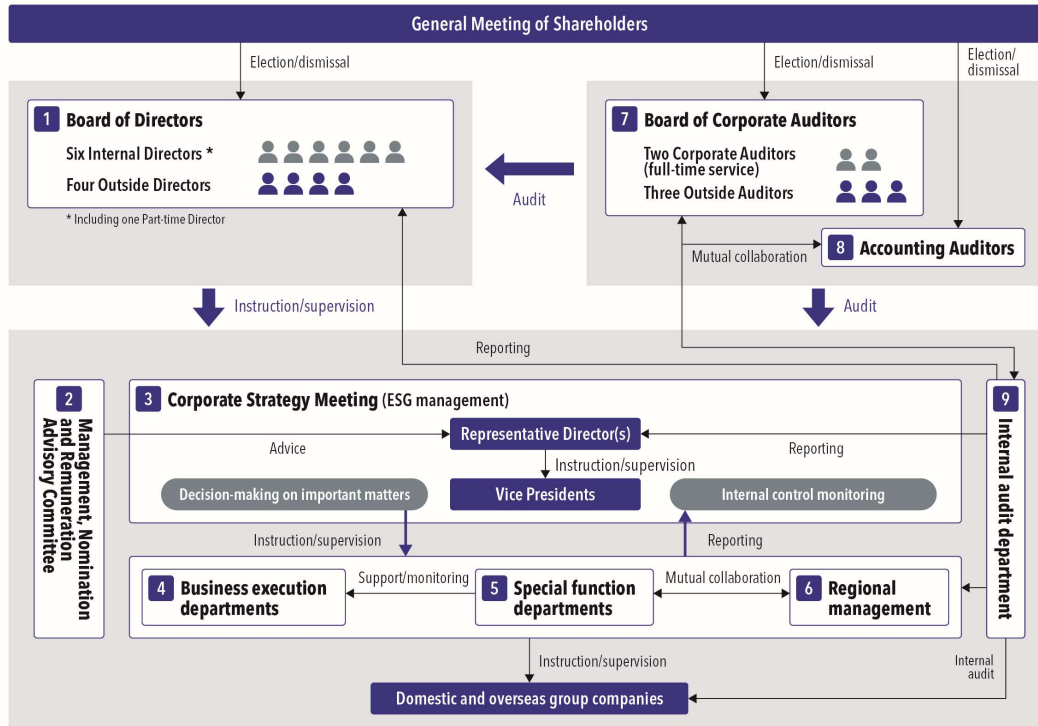 General Meeting of Shareholders
Election/dismissal
Election/dismissal
Election/
dismissal
1 Board of Directors
Six Internal Directors *
Four Outside Directors
* Including one Part-time Director
Audit
7 Board of Corporate Auditors
Two Corporate Auditors
(full-time service)
Three Outside Auditors
Mutual collaboration
8 Accounting Auditors
Instruction/supervision
Audit
Reporting
2 Management, Nomination
and Remuneration
Advisory Committee
3 Corporate Strategy Meeting (ESG management)
Representative Director(s)
Advice
Reporting
Instruction/supervision
Decision-making on important matters
Vice Presidents
Internal control monitoring
9 Internal audit department
Instruction/supervision
Reporting
4 Business execution
departments
Support/monitoring
5 Special function
departments
Mutual collaboration
6 Regional
management
Instruction/supervision
Internal
audit
Domestic and overseas group companies